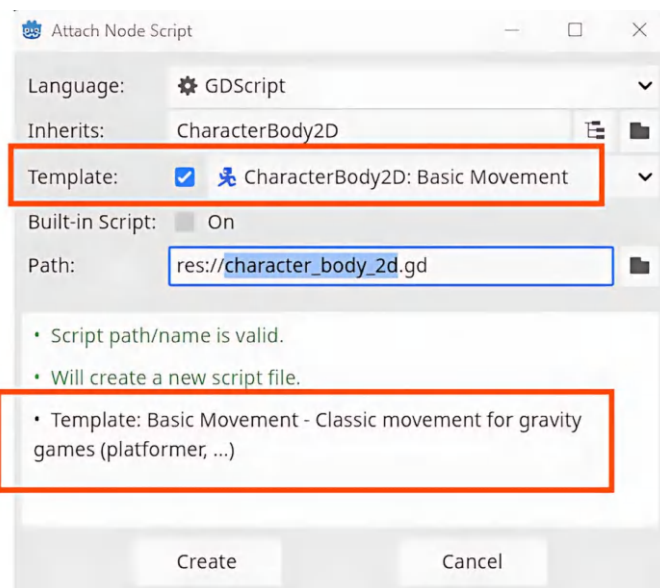 Attach Node Script
Language: GDScript
Inherits: CharacterBody2D
Template: CharacterBody2D: Basic Movement
Built-in Script: On
Path: res://character_body_2d.gd
• Script path/name is valid.
• Will create a new script file.
• Template: Basic Movement - Classic movement for gravity
games (platformer, ...)
Create Cancel